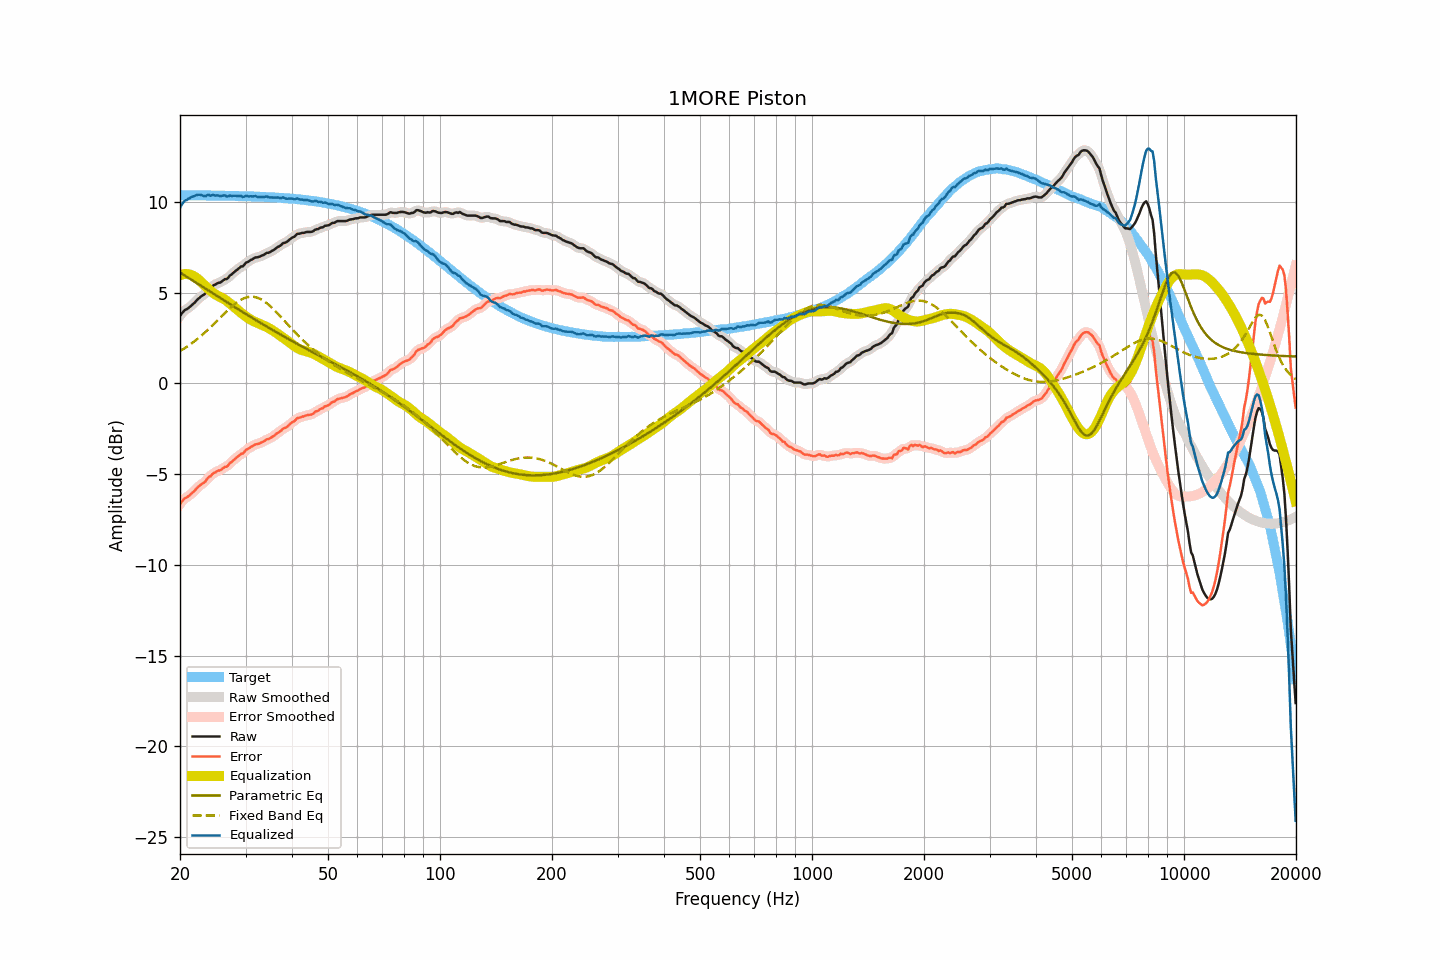 1MORE Piston
Amplitude (dBr)
10
5
0
−5
−10
−15
−20
−25
Target
Raw Smoothed
Error Smoothed
Raw
Error
Equalization
Parametric Eq
Fixed Band Eq
Equalized
20 50 100 200 500 1000 2000 5000 10000 20000
Frequency (Hz)